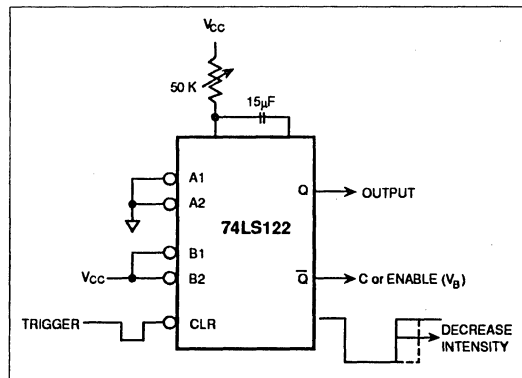 VCC
50 K
15µF
A1
A2
Q
OUTPUT
74LS122
B1
VCC
B2
Q̅
C or ENABLE (VB)
TRIGGER
CLR
DECREASE
INTENSITY